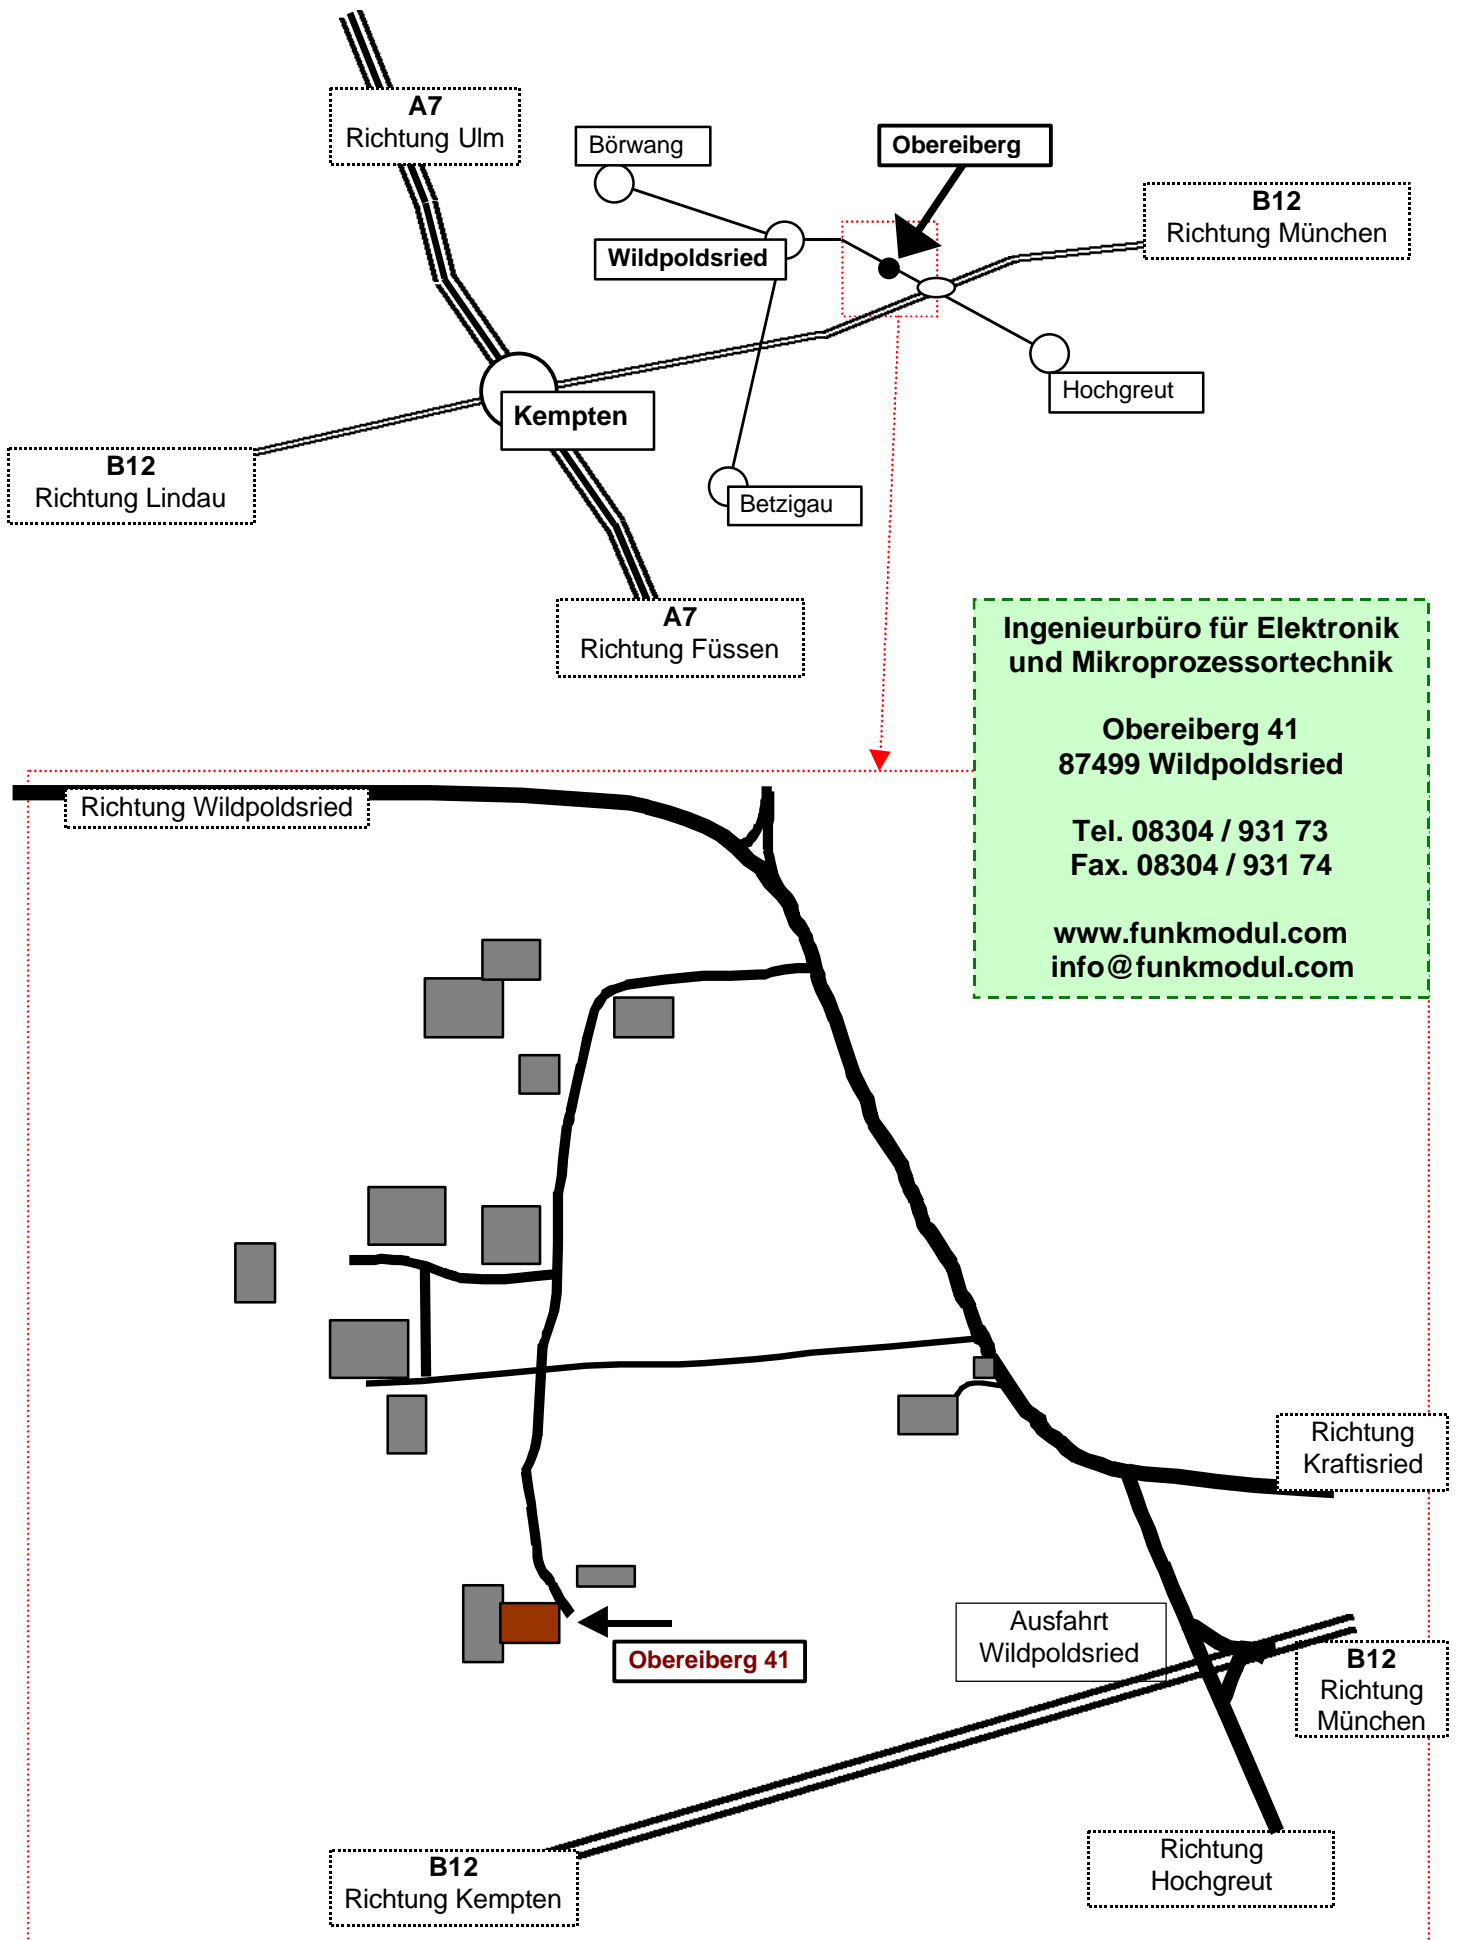 A7
Richtung Ulm
Börwang
Obereiberg
B12
Richtung München
Wildpoldsried
Hochgreut
Kempten
B12
Richtung Lindau
Betzigau
A7
Richtung Füssen
Ingenieurbüro für Elektronik
und Mikroprozessortechnik
Obereiberg 41
87499 Wildpoldsried
Tel. 08304 / 931 73
Fax. 08304 / 931 74
www.funkmodul.com
info@funkmodul.com
Richtung Wildpoldsried
Richtung
Kraftisried
Ausfahrt
Wildpoldsried
Obereiberg 41
B12
Richtung
München
B12
Richtung Kempten
Richtung
Hochgreut